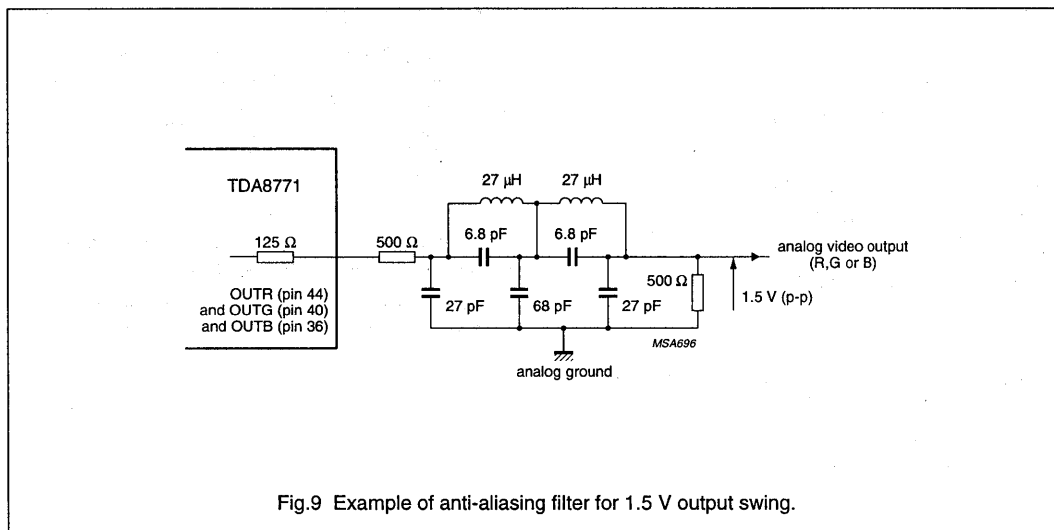 27 μH 27 μH
TDA8771
6.8 pF 6.8 pF
125 Ω 500 Ω
analog video output
(R,G or B)
500 Ω
OUTR (pin 44)
and OUTG (pin 40)
and OUTB (pin 36)
27 pF 68 pF 27 pF
1.5 V (p-p)
MSA696
analog ground
Fig.9 Example of anti-aliasing filter for 1.5 V output swing.